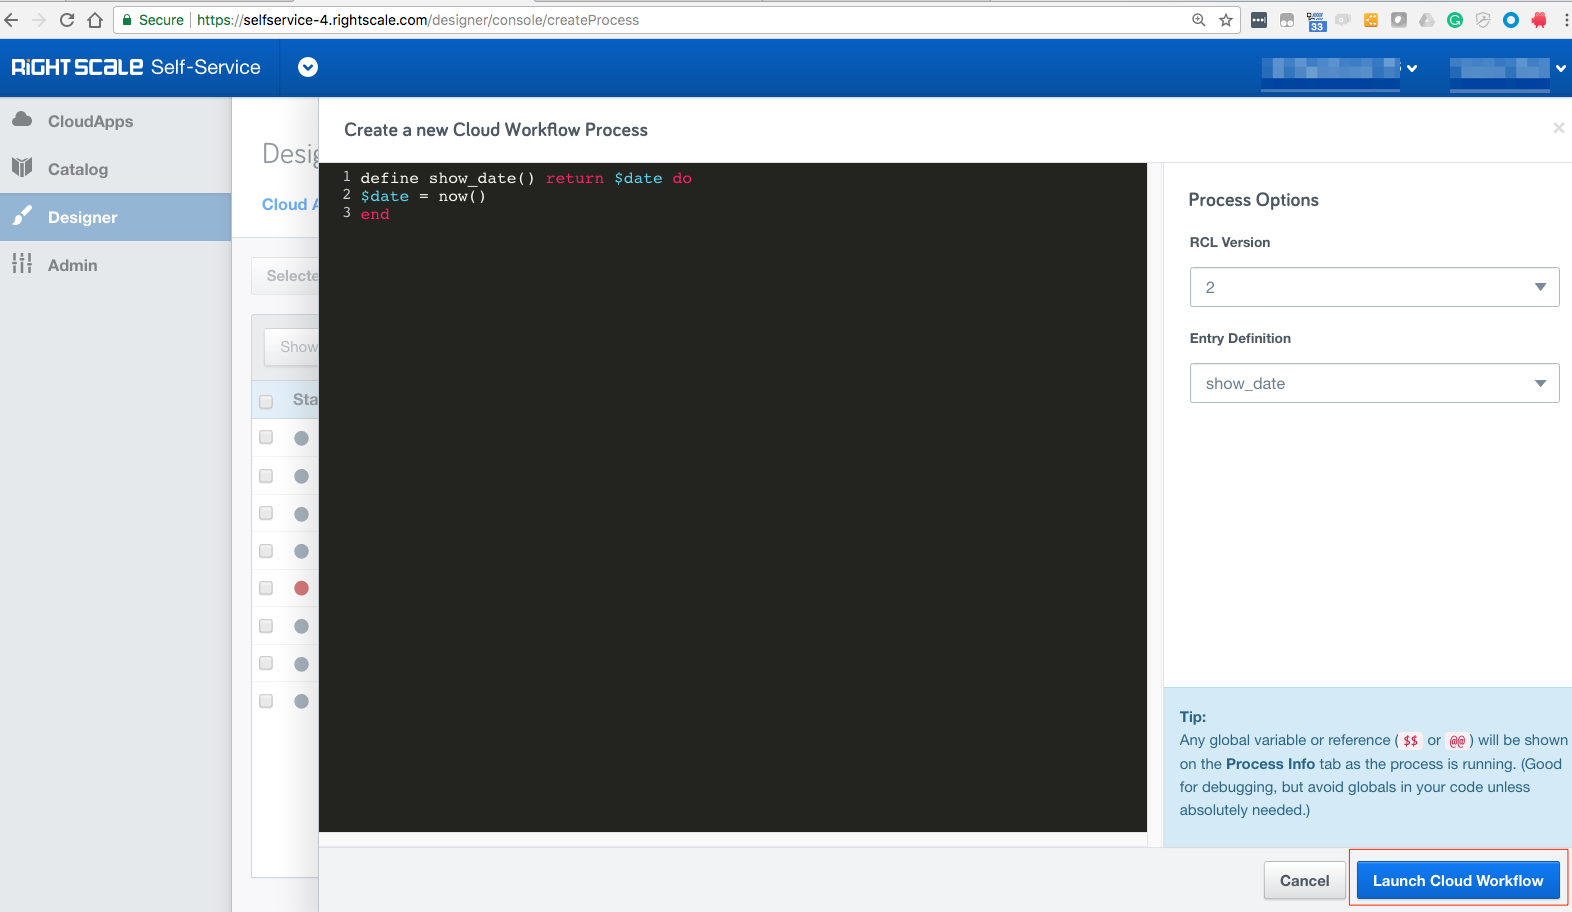 Secure https://selfservice-4.rightscale.com/designer/console/createProcess
33
RIGHTSCALE Self-Service
CloudApps
Catalog
Designer
Admin
Desig
Cloud A
Selecte
Show
Sta
Create a new Cloud Workflow Process
×
1 define show_date() return $date do
2 $date = now()
3 end
Process Options
RCL Version
2
Entry Definition
show_date
Tip:
Any global variable or reference ( $$ or @@ ) will be shown
on the Process Info tab as the process is running. (Good
for debugging, but avoid globals in your code unless
absolutely needed.)
Cancel
Launch Cloud Workflow